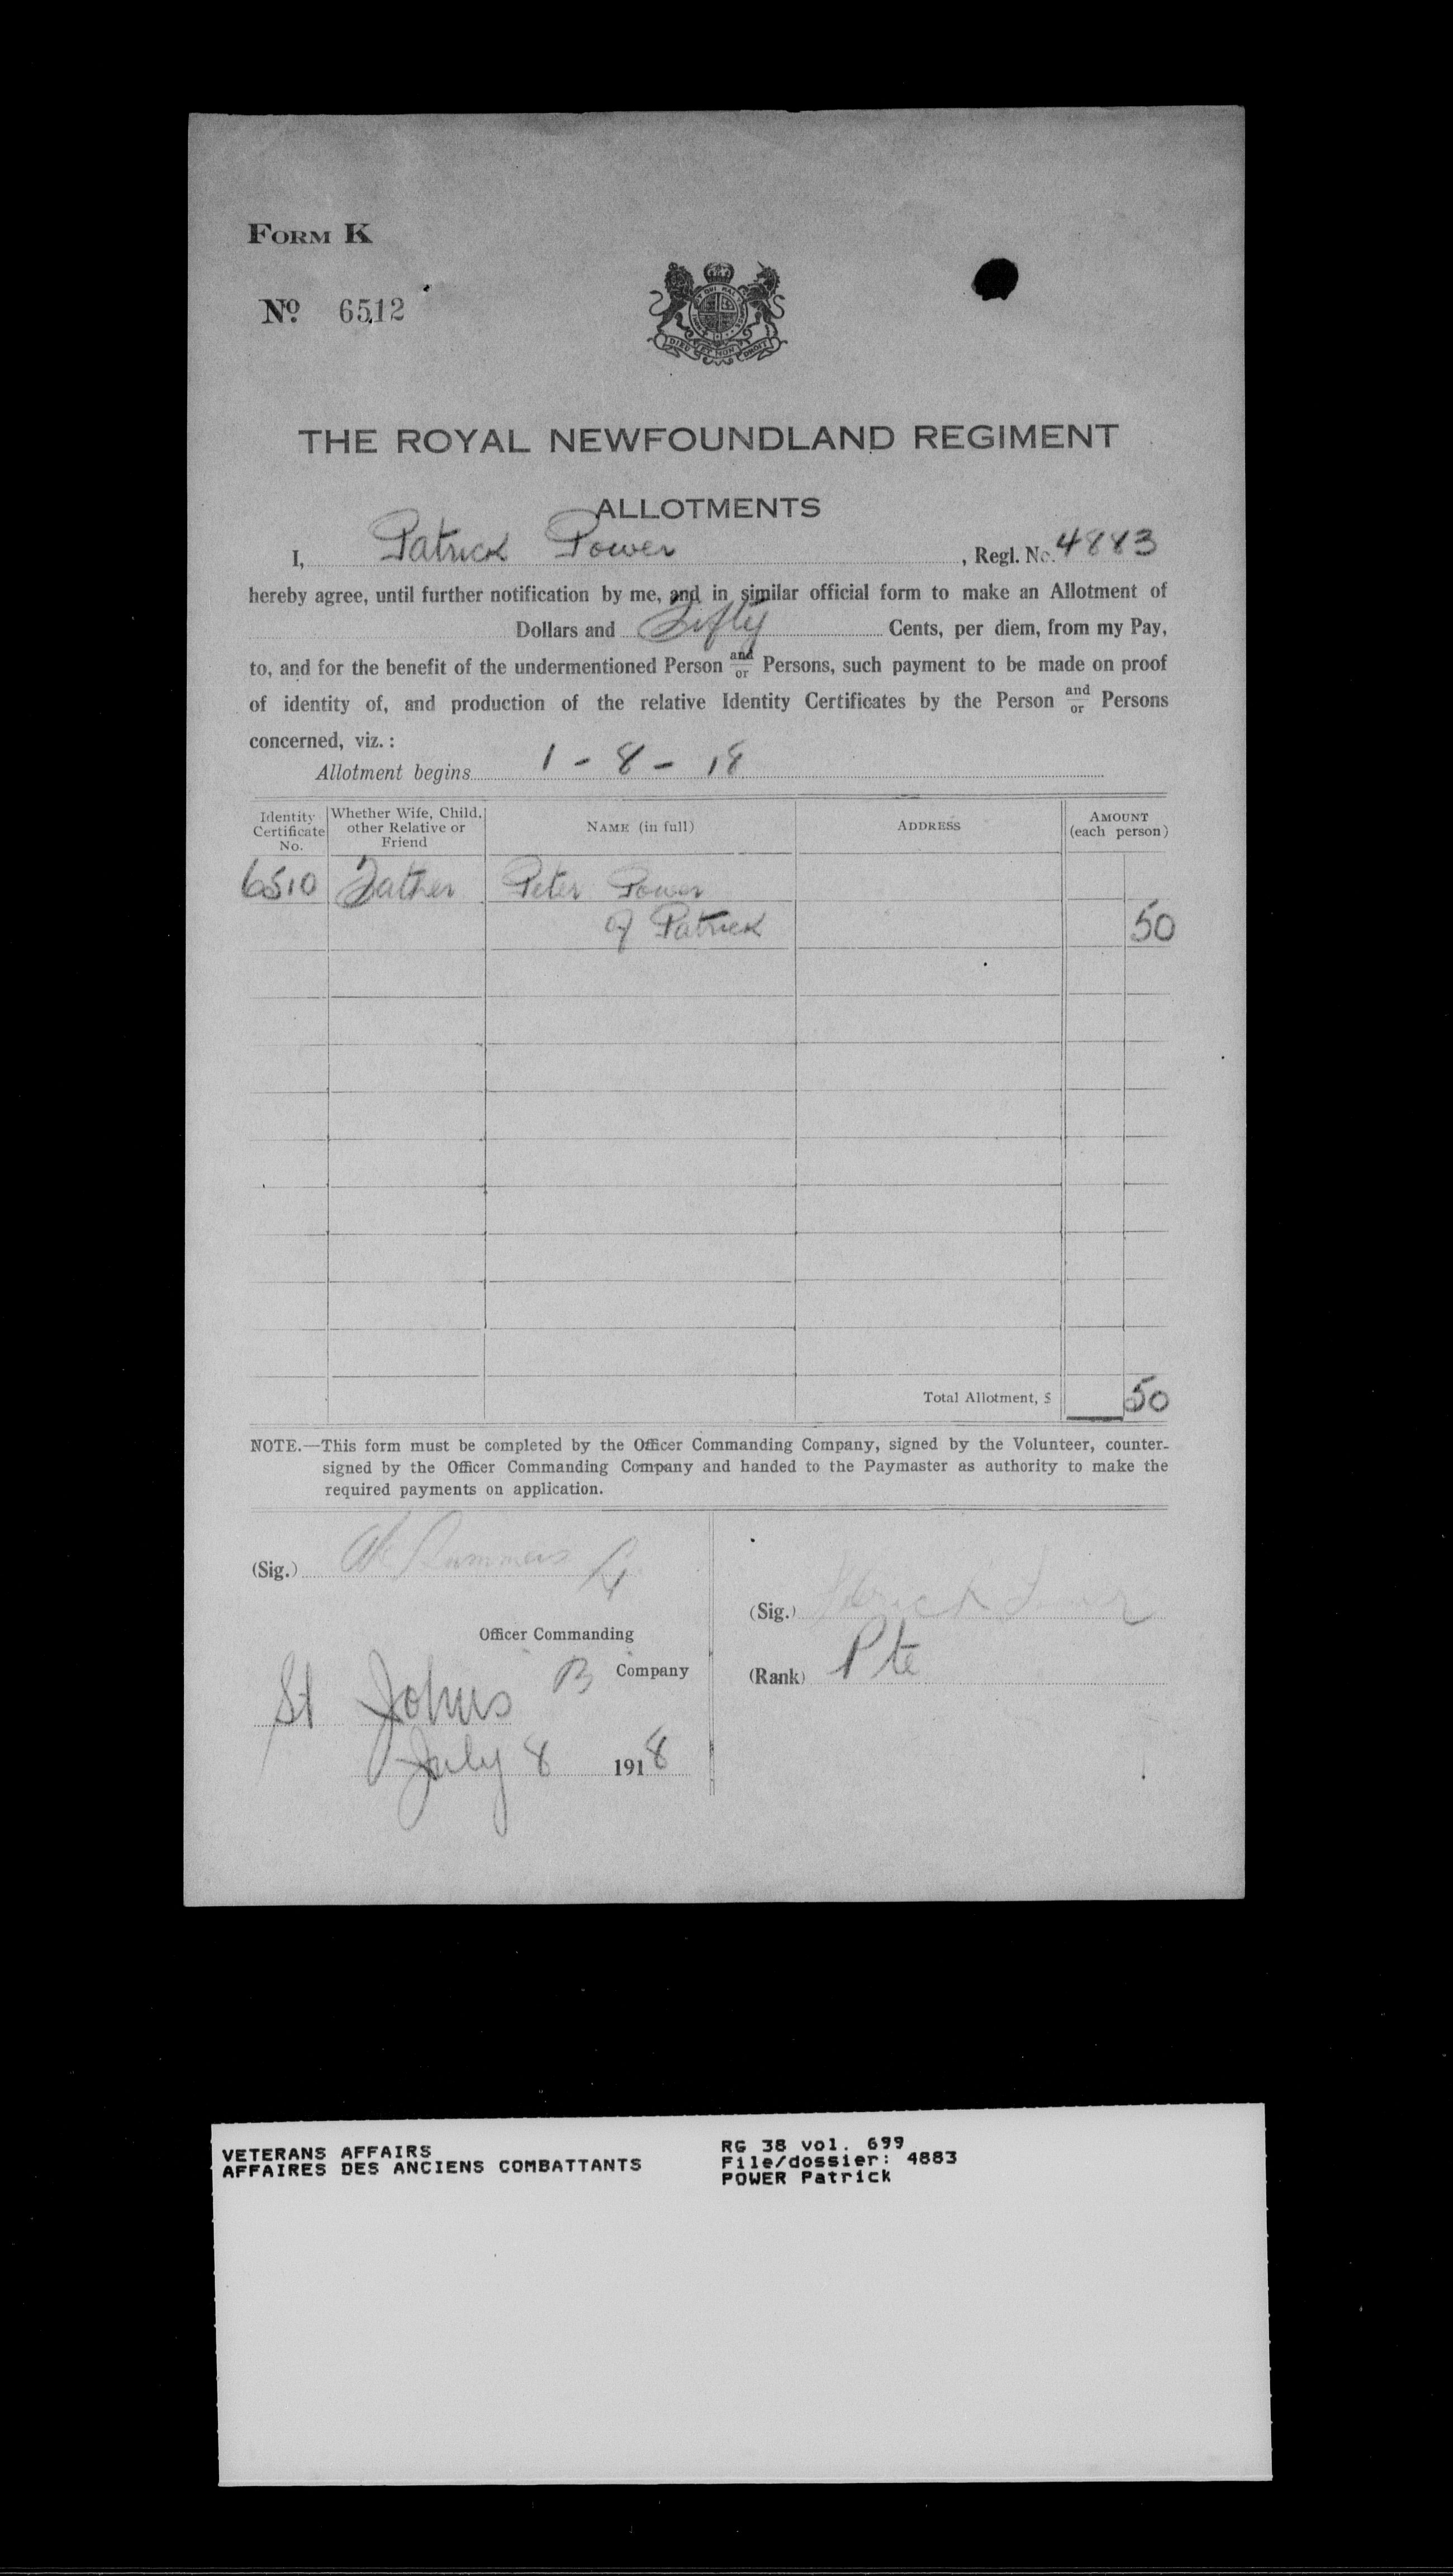 FORM K
No 6512
DIEU ET MON DROIT
THE ROYAL NEWFOUNDLAND REGIMENT
ALLOTMENTS
I, Patrick Power, Regl. No. 4883
hereby agree, until further notification by me, and in similar official form to make an Allotment of
Dollars and Fifty Cents, per diem, from my Pay,
to, and for the benefit of the undermentioned Person and/or Persons, such payment to be made on proof
of identity of, and production of the relative Identity Certificates by the Person and/or Persons
concerned, viz.:
Allotment begins 1 - 8 - 18
Identity Certificate No. Whether Wife, Child, other Relative or Friend NAME (in full) ADDRESS AMOUNT (each person)
6510 Father Peter Power
of Patrick 50
Total Allotment, $ 50
NOTE.—This form must be completed by the Officer Commanding Company, signed by the Volunteer, counter-
signed by the Officer Commanding Company and handed to the Paymaster as authority to make the
required payments on application.
(Sig.) Summers
(Sig.) Patrick Power
Officer Commanding
B Company
(Rank) Pte
St Johns
July 8 1918
VETERANS AFFAIRS
AFFAIRES DES ANCIENS COMBATTANTS
RG 38 vol. 699
File/dossier: 4883
POWER Patrick